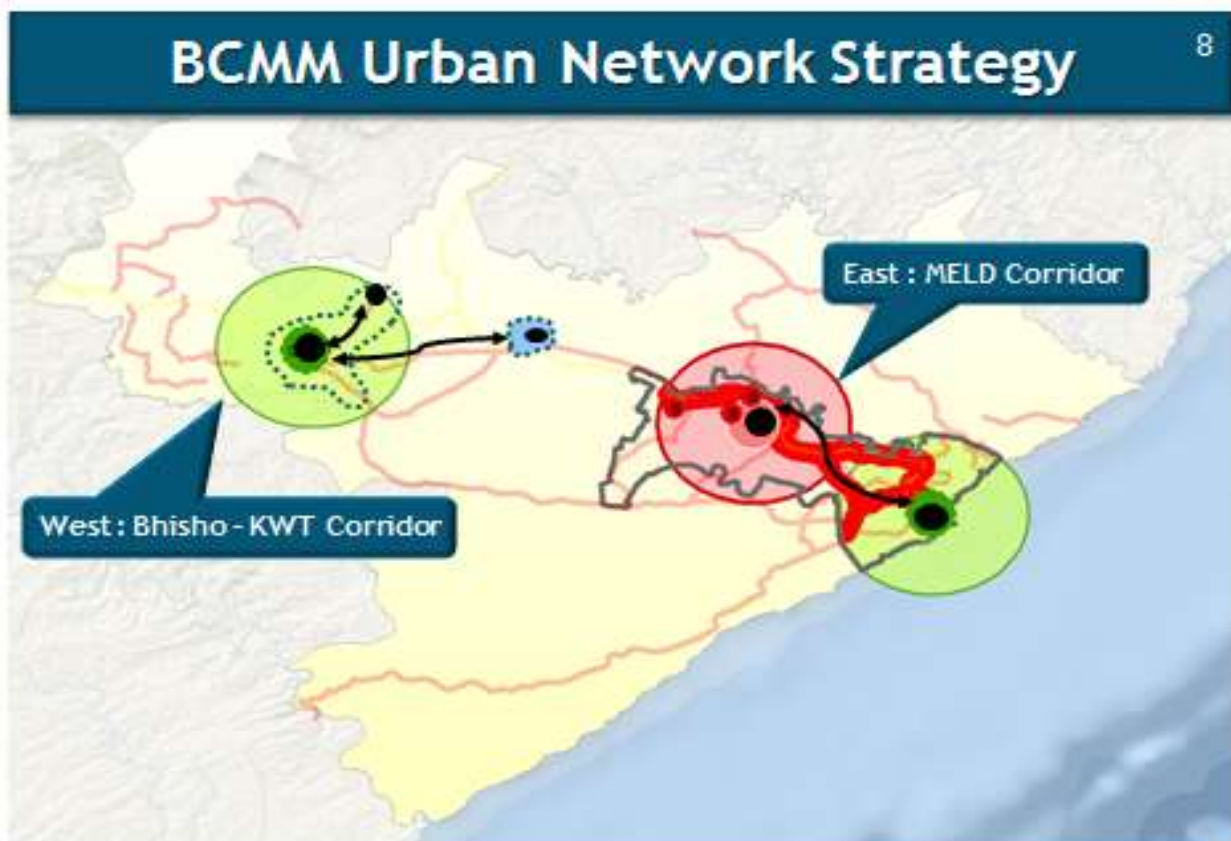 BCMM Urban Network Strategy
8
East : MELD Corridor
West : Bhisho - KWT Corridor